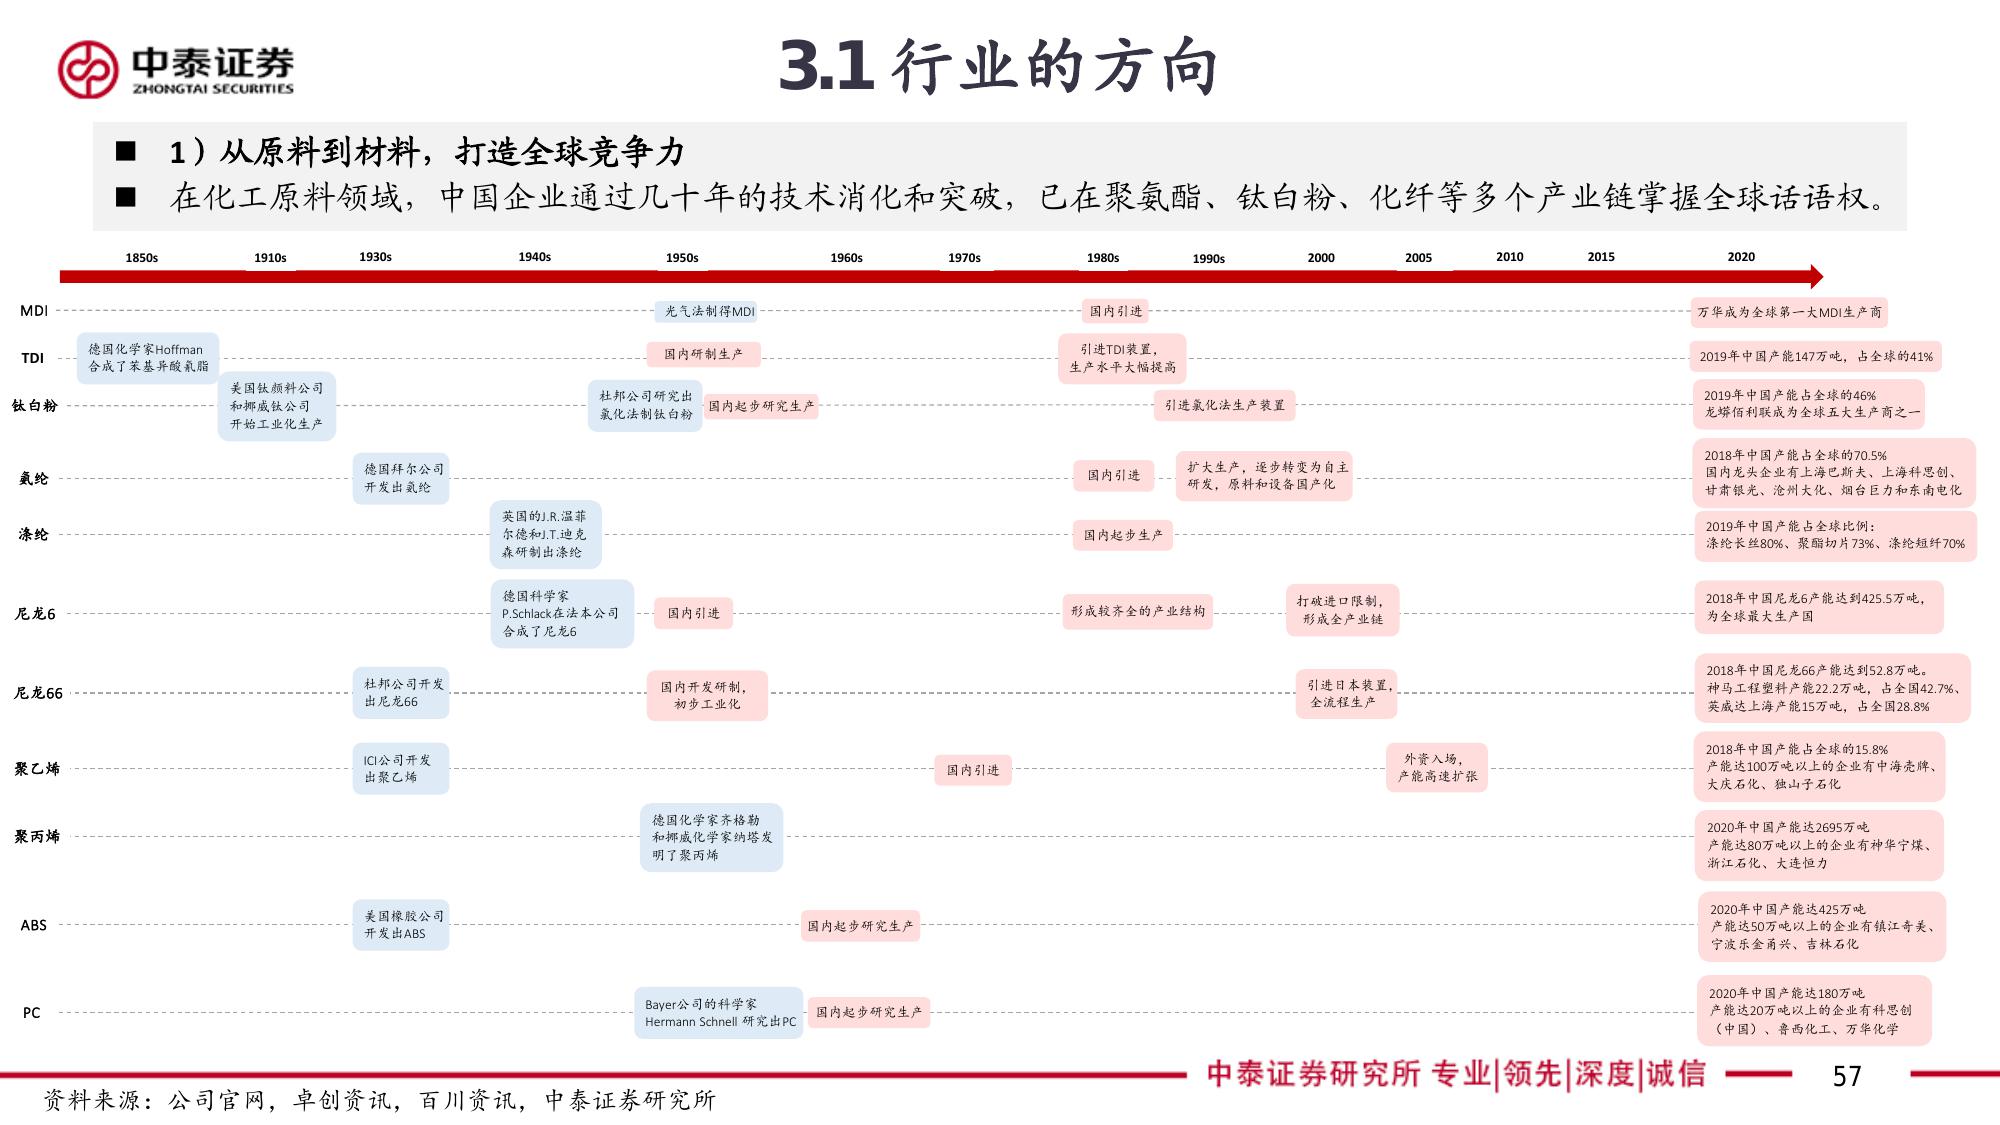 中泰证券
ZHONGTAI SECURITIES
3.1 行业的方向
■ 1）从原料到材料，打造全球竞争力
■ 在化工原料领域，中国企业通过几十年的技术消化和突破，已在聚氨酯、钛白粉、化纤等多个产业链掌握全球话语权。
1850s 1910s 1930s 1940s 1950s 1960s 1970s 1980s 1990s 2000 2005 2010 2015 2020
MDI
光气法制得MDI
国内引进
万华成为全球第一大MDI生产商
TDI
德国化学家Hoffman
合成了苯基异酸氰脂
国内研制生产
引进TDI装置，
生产水平大幅提高
2019年中国产能147万吨，占全球的41%
钛白粉
美国钛颜料公司
和挪威钛公司
开始工业化生产
杜邦公司研究出
氯化法制钛白粉
国内起步研究生产
引进氯化法生产装置
2019年中国产能占全球的46%
龙蟒佰利联成为全球五大生产商之一
氨纶
德国拜尔公司
开发出氨纶
国内引进
扩大生产，逐步转变为自主
研发，原料和设备国产化
2018年中国产能占全球的70.5%
国内龙头企业有上海巴斯夫、上海科思创、
甘肃银光、沧州大化、烟台巨力和东南电化
涤纶
英国的J.R.温菲
尔德和J.T.迪克
森研制出涤纶
国内起步生产
2019年中国产能占全球比例：
涤纶长丝80%、聚酯切片73%、涤纶短纤70%
尼龙6
德国科学家
P.Schlack在法本公司
合成了尼龙6
国内引进
形成较齐全的产业结构
打破进口限制，
形成全产业链
2018年中国尼龙6产能达到425.5万吨，
为全球最大生产国
尼龙66
杜邦公司开发
出尼龙66
国内开发研制，
初步工业化
引进日本装置，
全流程生产
2018年中国尼龙66产能达到52.8万吨。
神马工程塑料产能22.2万吨，占全国42.7%、
英威达上海产能15万吨，占全国28.8%
聚乙烯
ICI公司开发
出聚乙烯
国内引进
外资入场，
产能高速扩张
2018年中国产能占全球的15.8%
产能达100万吨以上的企业有中海壳牌、
大庆石化、独山子石化
聚丙烯
德国化学家齐格勒
和挪威化学家纳塔发
明了聚丙烯
2020年中国产能达2695万吨
产能达80万吨以上的企业有神华宁煤、
浙江石化、大连恒力
ABS
美国橡胶公司
开发出ABS
国内起步研究生产
2020年中国产能达425万吨
产能达50万吨以上的企业有镇江奇美、
宁波乐金甬兴、吉林石化
PC
Bayer公司的科学家
Hermann Schnell 研究出PC
国内起步研究生产
2020年中国产能达180万吨
产能达20万吨以上的企业有科思创
（中国）、鲁西化工、万华化学
中泰证券研究所 专业|领先|深度|诚信
57
资料来源：公司官网，卓创资讯，百川资讯，中泰证券研究所